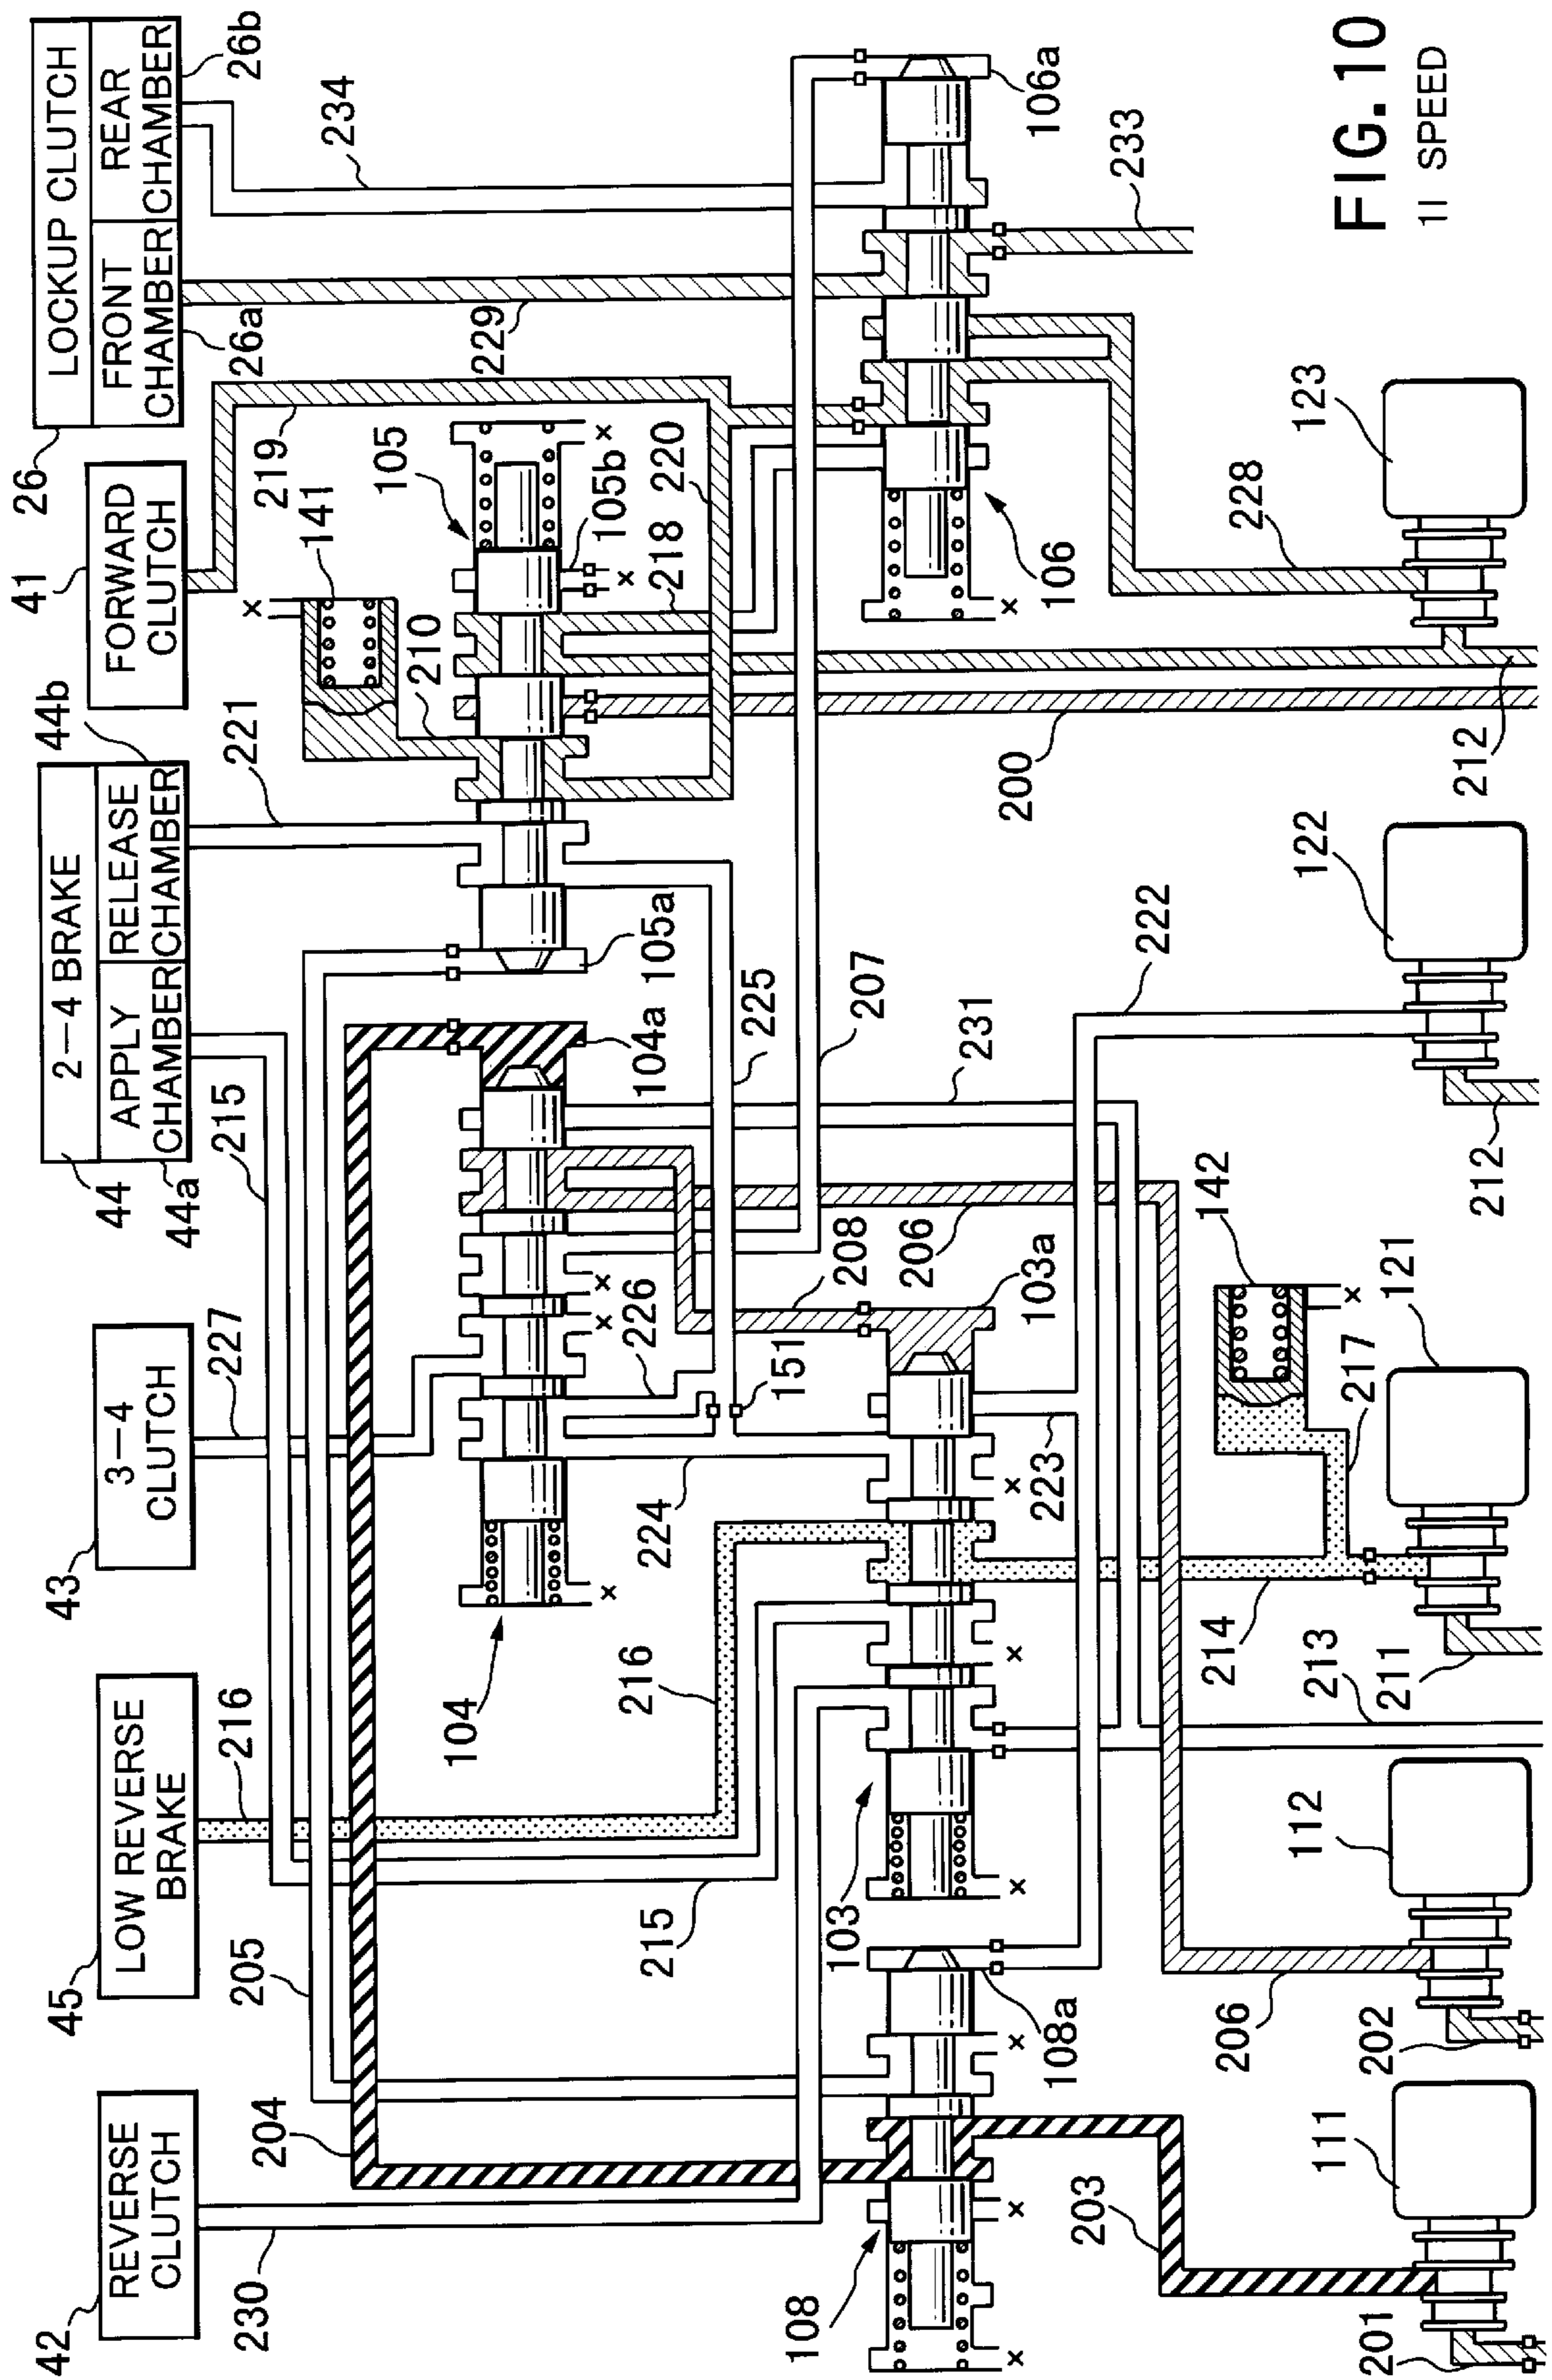 FIG.10
1I SPEED
26
LOCKUP CLUTCH
FRONT
CHAMBER
REAR
CHAMBER
26a
26b
41
FORWARD
CLUTCH
44
2-4 BRAKE
APPLY
CHAMBER
RELEASE
CHAMBER
44a
44b
43
3-4
CLUTCH
45
LOW REVERSE
BRAKE
42
REVERSE
CLUTCH
234
229
219
141
221
215
227
216
205
204
230
105
105b
x
x
x
210
218
220
105a
104a
104
x
x
x
106
106a
x
233
228
200
212
225
207
231
208
206
226
151
224
223
222
103a
103
x
x
x
216
215
108
108a
x
x
x
203
142
x
217
214
213
206
123
122
212
121
211
112
202
111
201